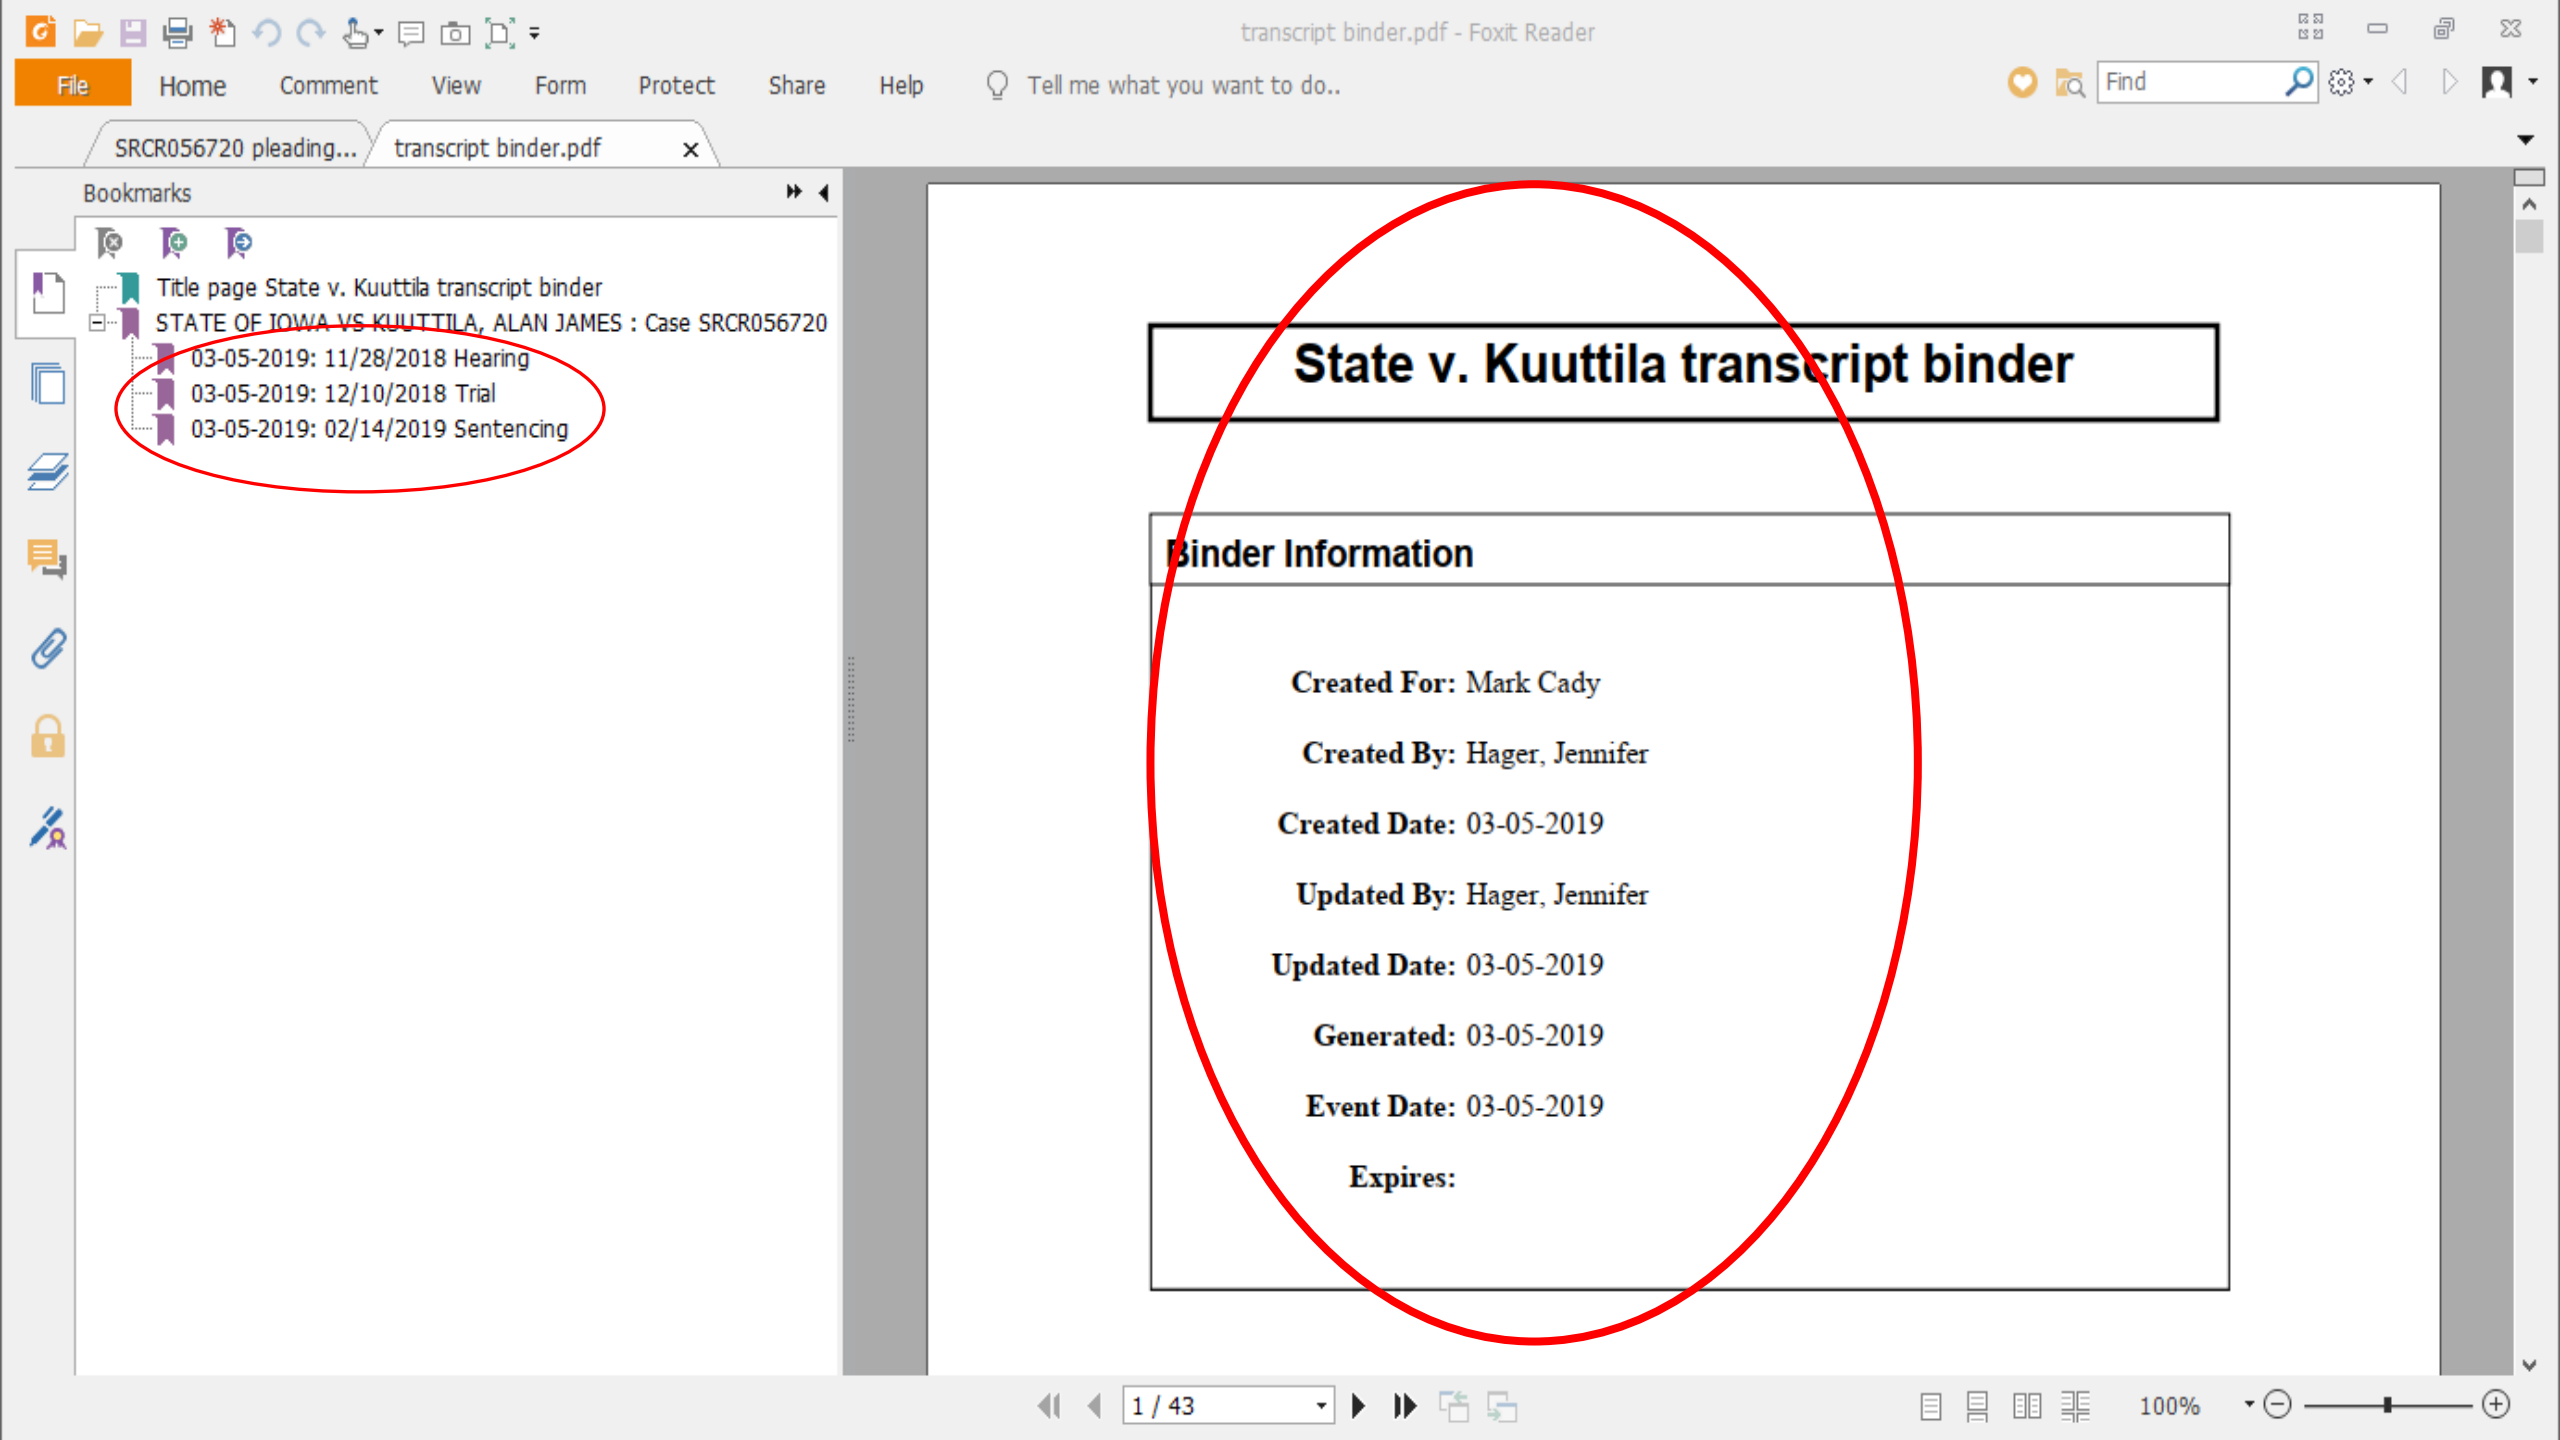 transcript binder.pdf - Foxit Reader
File Home Comment View Form Protect Share Help Tell me what you want to do.. Find
SRCR056720 pleading... transcript binder.pdf
Bookmarks
Title page State v. Kuuttila transcript binder
STATE OF IOWA VS KUUTTILA, ALAN JAMES : Case SRCR056720
03-05-2019: 11/28/2018 Hearing
03-05-2019: 12/10/2018 Trial
03-05-2019: 02/14/2019 Sentencing
State v. Kuuttila transcript binder
Binder Information
Created For: Mark Cady
Created By: Hager, Jennifer
Created Date: 03-05-2019
Updated By: Hager, Jennifer
Updated Date: 03-05-2019
Generated: 03-05-2019
Event Date: 03-05-2019
Expires:
1 / 43
100%